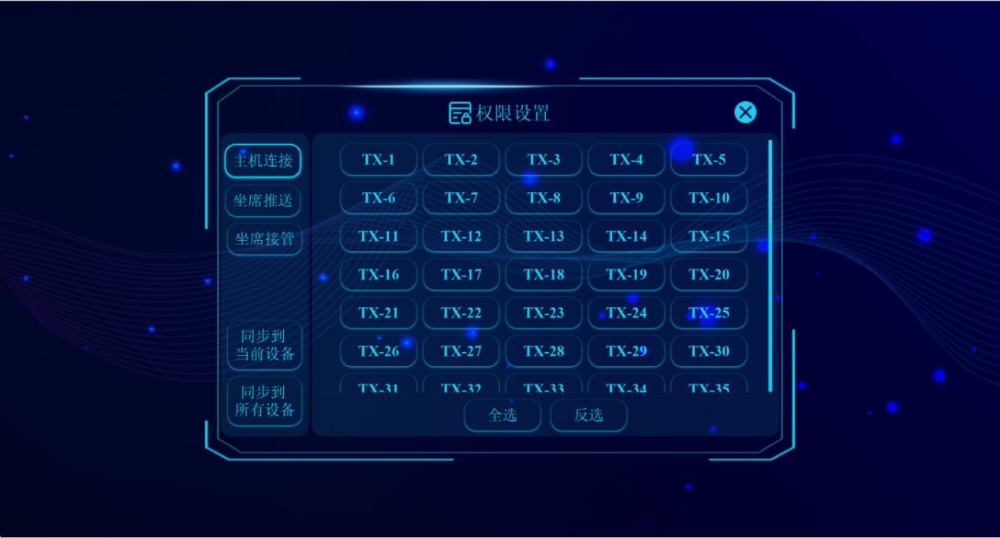 权限设置
主机连接
坐席推送
坐席接管
同步到
当前设备
同步到
所有设备
TX-1 TX-2 TX-3 TX-4 TX-5
TX-6 TX-7 TX-8 TX-9 TX-10
TX-11 TX-12 TX-13 TX-14 TX-15
TX-16 TX-17 TX-18 TX-19 TX-20
TX-21 TX-22 TX-23 TX-24 TX-25
TX-26 TX-27 TX-28 TX-29 TX-30
TX-31 TX-32 TX-33 TX-34 TX-35
全选 反选